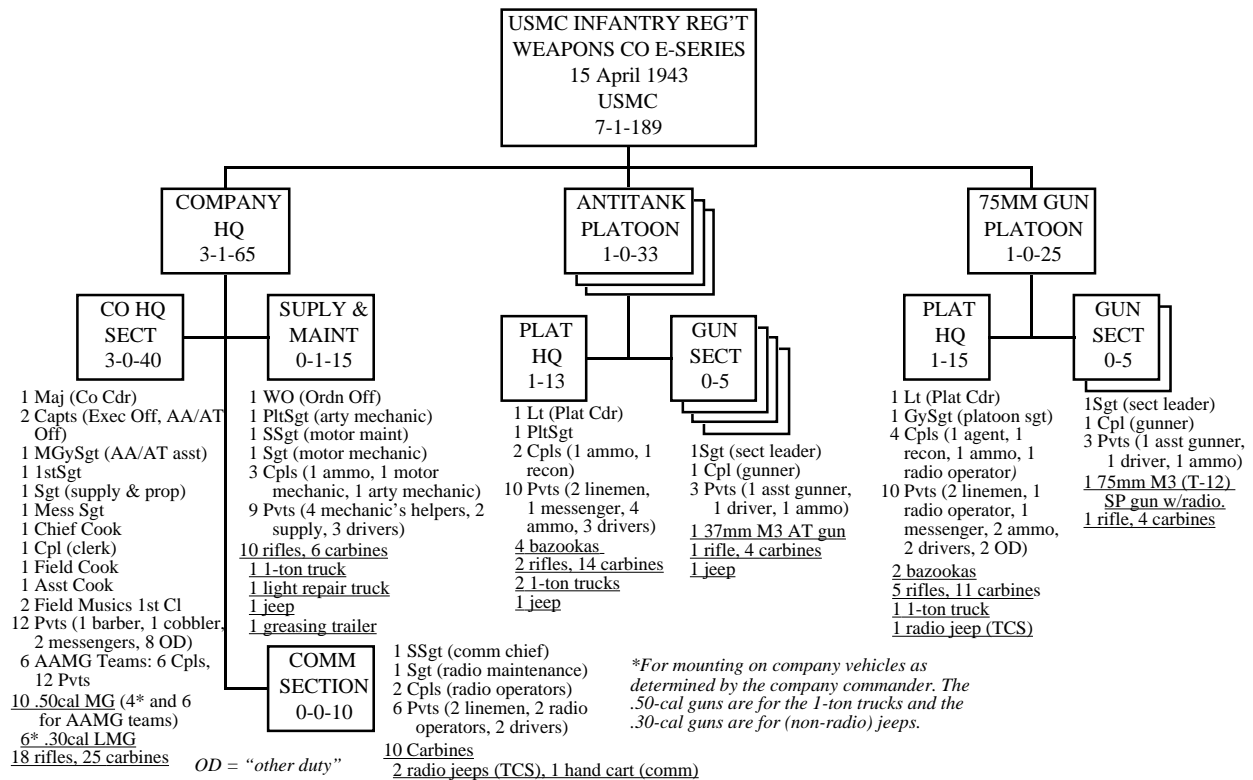 USMC INFANTRY REG'T
WEAPONS CO E-SERIES
15 April 1943
USMC
7-1-189
COMPANY
HQ
3-1-65
ANTITANK
PLATOON
1-0-33
75MM GUN
PLATOON
1-0-25
CO HQ
SECT
3-0-40
SUPLY &
MAINT
0-1-15
PLAT
HQ
1-13
GUN
SECT
0-5
PLAT
HQ
1-15
GUN
SECT
0-5
1 Maj (Co Cdr)
2 Capts (Exec Off, AA/AT
Off)
1 MGySgt (AA/AT asst)
1 1stSgt
1 Sgt (supply & prop)
1 Mess Sgt
1 Chief Cook
1 Cpl (clerk)
1 Field Cook
1 Asst Cook
2 Field Musics 1st Cl
12 Pvts (1 barber, 1 cobbler,
2 messengers, 8 OD)
6 AAMG Teams: 6 Cpls,
12 Pvts
10 .50cal MG (4* and 6
for AAMG teams)
6* .30cal LMG
18 rifles, 25 carbines
1 WO (Ordn Off)
1 PltSgt (arty mechanic)
1 SSgt (motor maint)
1 Sgt (motor mechanic)
3 Cpls (1 ammo, 1 motor
mechanic, 1 arty mechanic)
9 Pvts (4 mechanic's helpers, 2
supply, 3 drivers)
10 rifles, 6 carbines
1 1-ton truck
1 light repair truck
1 jeep
1 greasing trailer
1 Lt (Plat Cdr)
1 PltSgt
2 Cpls (1 ammo, 1
recon)
10 Pvts (2 linemen,
1 messenger, 4
ammo, 3 drivers)
4 bazookas
2 rifles, 14 carbines
2 1-ton trucks
1 jeep
1Sgt (sect leader)
1 Cpl (gunner)
3 Pvts (1 asst gunner,
1 driver, 1 ammo)
1 37mm M3 AT gun
1 rifle, 4 carbines
1 jeep
1 Lt (Plat Cdr)
1 GySgt (platoon sgt)
4 Cpls (1 agent, 1
recon, 1 ammo, 1
radio operator)
10 Pvts (2 linemen, 1
radio operator, 1
messenger, 2 ammo,
2 drivers, 2 OD)
2 bazookas
5 rifles, 11 carbines
1 1-ton truck
1 radio jeep (TCS)
1Sgt (sect leader)
1 Cpl (gunner)
3 Pvts (1 asst gunner,
1 driver, 1 ammo)
1 75mm M3 (T-12)
SP gun w/radio.
1 rifle, 4 carbines
COMM
SECTION
0-0-10
1 SSgt (comm chief)
1 Sgt (radio maintenance)
2 Cpls (radio operators)
6 Pvts (2 linemen, 2 radio
operators, 2 drivers)
10 Carbines
2 radio jeeps (TCS), 1 hand cart (comm)
*For mounting on company vehicles as
determined by the company commander. The
.50-cal guns are for the 1-ton trucks and the
.30-cal guns are for (non-radio) jeeps.
OD = “other duty”